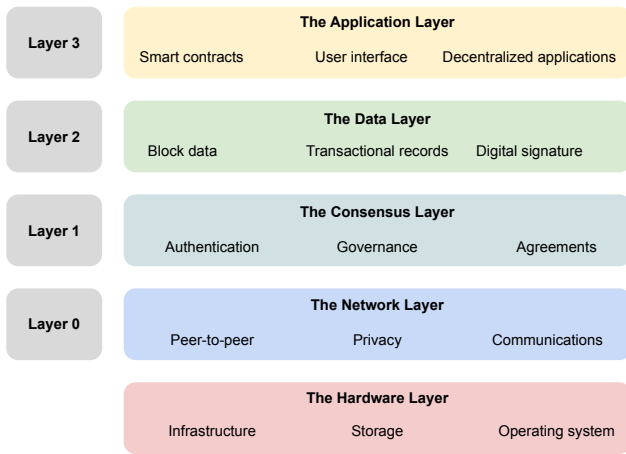 The Application Layer
Layer 3
Smart contracts User interface Decentralized applications
The Data Layer
Layer 2
Block data Transactional records Digital signature
The Consensus Layer
Layer 1
Authentication Governance Agreements
The Network Layer
Layer 0
Peer-to-peer Privacy Communications
The Hardware Layer
Infrastructure Storage Operating system